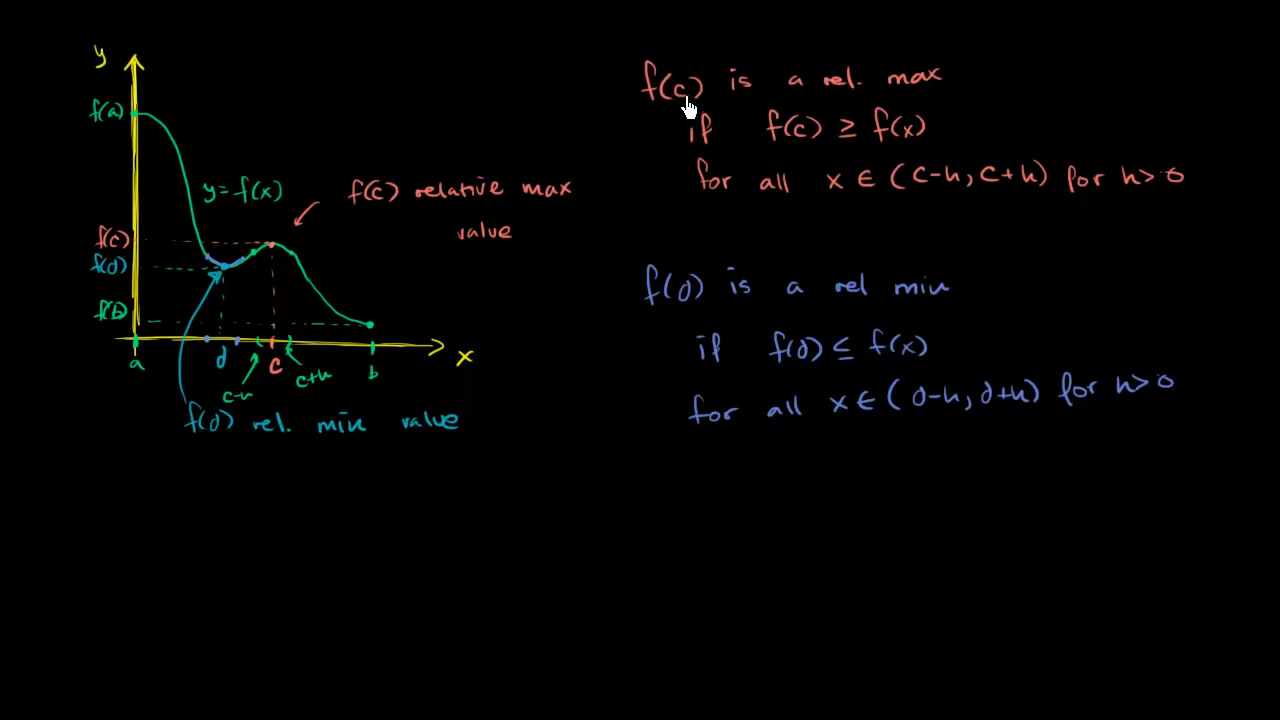 y
f(a)
y = f(x)
f(c) relative max
value
f(c)
f(d)
f(b)
a
d
c
b
x
c-h
c+h
f(d) rel. min value
f(c) is a rel. max
if f(c) ≥ f(x)
for all x ∈ (c-h, c+h) for h>0
f(d) is a rel min
if f(d) ≤ f(x)
for all x ∈ (d-h, d+h) for h>0